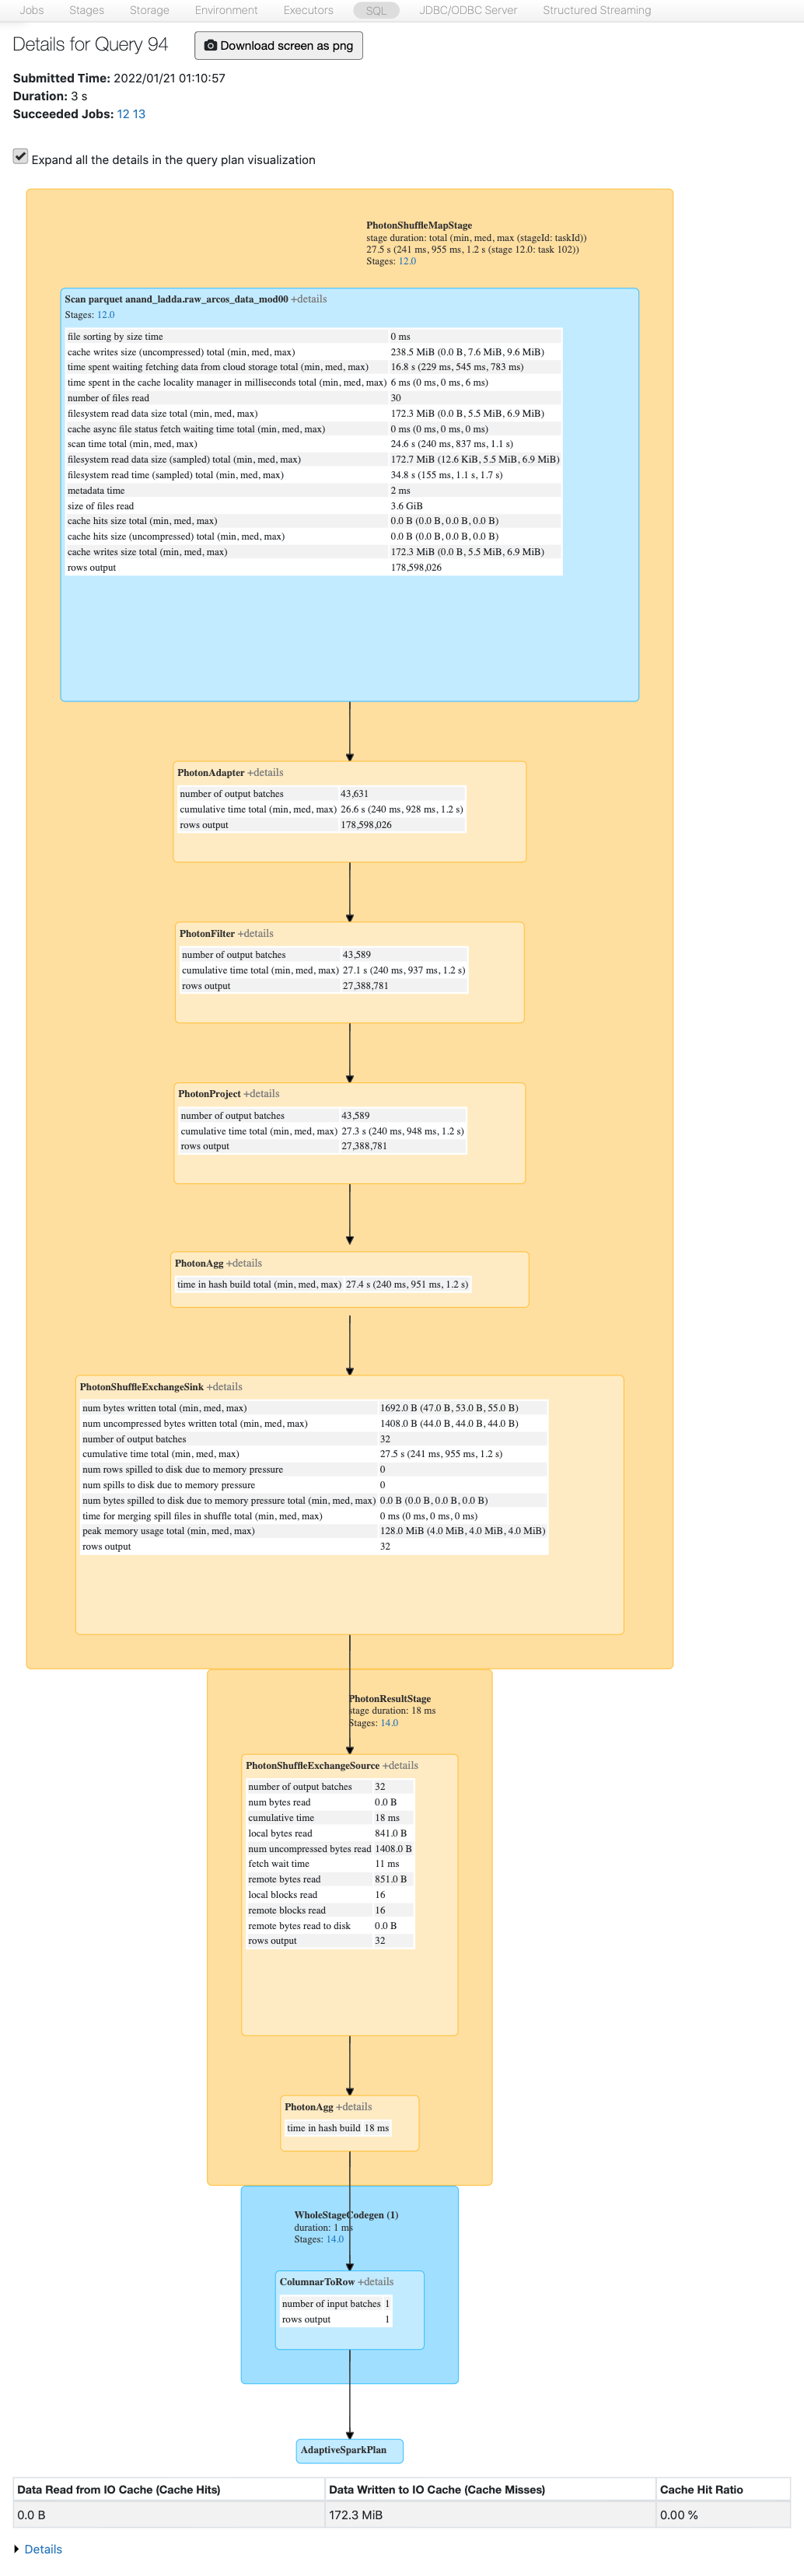 Jobs Stages Storage Environment Executors SQL JDBC/ODBC Server Structured Streaming
Details for Query 94 Download screen as png
Submitted Time: 2022/01/21 01:10:57
Duration: 3 s
Succeeded Jobs: 12 13
Expand all the details in the query plan visualization
PhotonShuffleMapStage
stage duration: total (min, med, max (stageId: taskId))
27.5 s (241 ms, 955 ms, 1.2 s (stage 12.0: task 102))
Stages: 12.0
Scan parquet anand_ladda.raw_arcos_data_mod00 +details
Stages: 12.0
file sorting by size time 0 ms
cache writes size (uncompressed) total (min, med, max) 238.5 MiB (0.0 B, 7.6 MiB, 9.6 MiB)
time spent waiting fetching data from cloud storage total (min, med, max) 16.8 s (229 ms, 545 ms, 783 ms)
time spent in the cache locality manager in milliseconds total (min, med, max) 6 ms (0 ms, 0 ms, 6 ms)
number of files read 30
filesystem read data size total (min, med, max) 172.3 MiB (0.0 B, 5.5 MiB, 6.9 MiB)
cache async file status fetch waiting time total (min, med, max) 0 ms (0 ms, 0 ms, 0 ms)
scan time total (min, med, max) 24.6 s (240 ms, 837 ms, 1.1 s)
filesystem read data size (sampled) total (min, med, max) 172.7 MiB (12.6 KiB, 5.5 MiB, 6.9 MiB)
filesystem read time (sampled) total (min, med, max) 34.8 s (155 ms, 1.1 s, 1.7 s)
metadata time 2 ms
size of files read 3.6 GiB
cache hits size total (min, med, max) 0.0 B (0.0 B, 0.0 B, 0.0 B)
cache hits size (uncompressed) total (min, med, max) 0.0 B (0.0 B, 0.0 B, 0.0 B)
cache writes size total (min, med, max) 172.3 MiB (0.0 B, 5.5 MiB, 6.9 MiB)
rows output 178,598,026
PhotonAdapter +details
number of output batches 43,631
cumulative time total (min, med, max) 26.6 s (240 ms, 928 ms, 1.2 s)
rows output 178,598,026
PhotonFilter +details
number of output batches 43,589
cumulative time total (min, med, max) 27.1 s (240 ms, 937 ms, 1.2 s)
rows output 27,388,781
PhotonProject +details
number of output batches 43,589
cumulative time total (min, med, max) 27.3 s (240 ms, 948 ms, 1.2 s)
rows output 27,388,781
PhotonAgg +details
time in hash build total (min, med, max) 27.4 s (240 ms, 951 ms, 1.2 s)
PhotonShuffleExchangeSink +details
num bytes written total (min, med, max) 1692.0 B (47.0 B, 53.0 B, 55.0 B)
num uncompressed bytes written total (min, med, max) 1408.0 B (44.0 B, 44.0 B, 44.0 B)
number of output batches 32
cumulative time total (min, med, max) 27.5 s (241 ms, 955 ms, 1.2 s)
num rows spilled to disk due to memory pressure 0
num spills to disk due to memory pressure 0
num bytes spilled to disk due to memory pressure total (min, med, max) 0.0 B (0.0 B, 0.0 B, 0.0 B)
time for merging spill files in shuffle total (min, med, max) 0 ms (0 ms, 0 ms, 0 ms)
peak memory usage total (min, med, max) 128.0 MiB (4.0 MiB, 4.0 MiB, 4.0 MiB)
rows output 32
PhotonResultStage
stage duration: 18 ms
Stages: 14.0
PhotonShuffleExchangeSource +details
number of output batches 32
num bytes read 0.0 B
cumulative time 18 ms
local bytes read 841.0 B
num uncompressed bytes read 1408.0 B
fetch wait time 11 ms
remote bytes read 851.0 B
local blocks read 16
remote blocks read 16
remote bytes read to disk 0.0 B
rows output 32
PhotonAgg +details
time in hash build 18 ms
WholeStageCodegen (1)
duration: 1 ms
Stages: 14.0
ColumnarToRow +details
number of input batches 1
rows output 1
AdaptiveSparkPlan
Data Read from IO Cache (Cache Hits) Data Written to IO Cache (Cache Misses) Cache Hit Ratio
0.0 B 172.3 MiB 0.00 %
Details